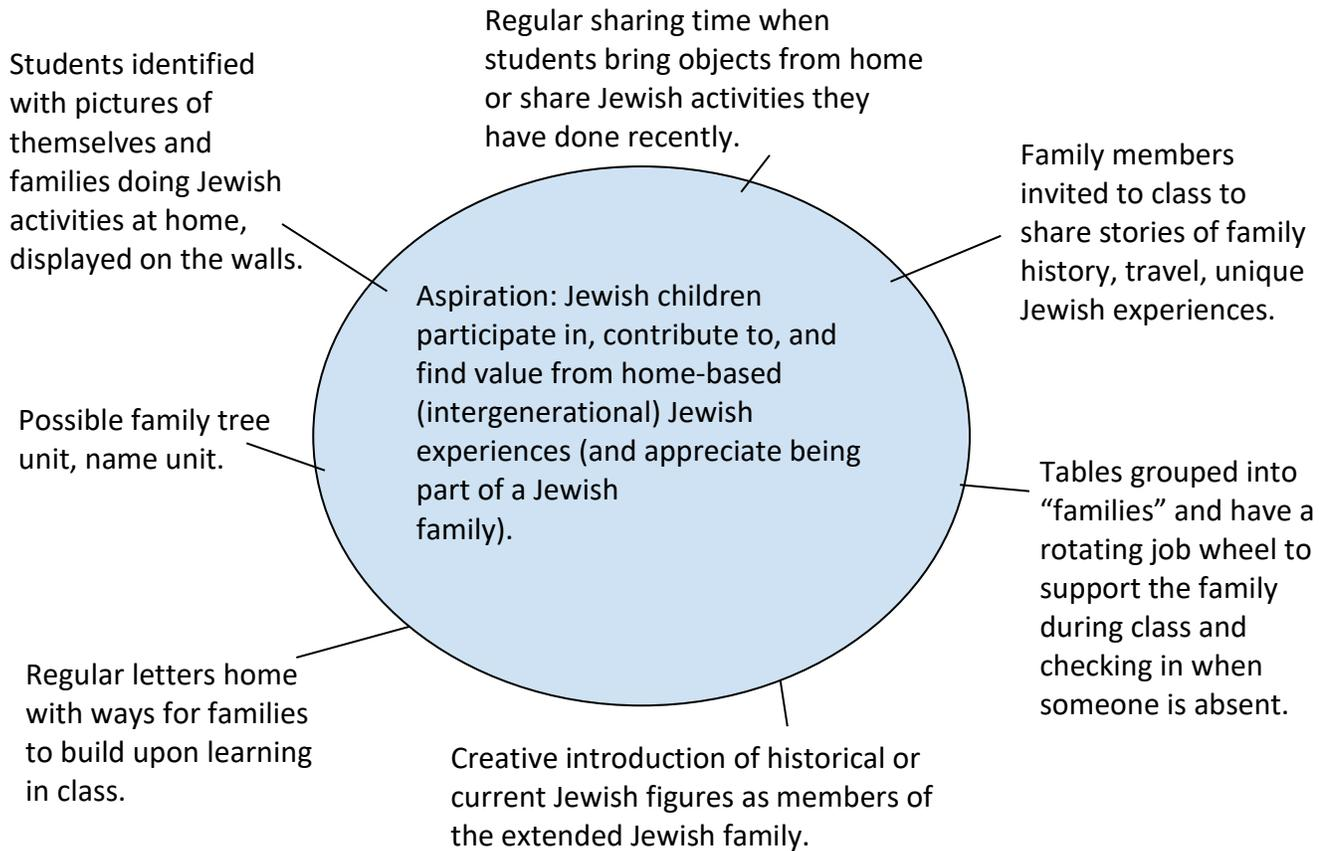 Regular sharing time when
students bring objects from home
or share Jewish activities they
have done recently.
Students identified
with pictures of
themselves and
families doing Jewish
activities at home,
displayed on the walls.
Family members
invited to class to
share stories of family
history, travel, unique
Jewish experiences.
Aspiration: Jewish children
participate in, contribute to, and
find value from home-based
(intergenerational) Jewish
experiences (and appreciate being
part of a Jewish
family).
Possible family tree
unit, name unit.
Tables grouped into
“families” and have a
rotating job wheel to
support the family
during class and
checking in when
someone is absent.
Regular letters home
with ways for families
to build upon learning
in class.
Creative introduction of historical or
current Jewish figures as members of
the extended Jewish family.